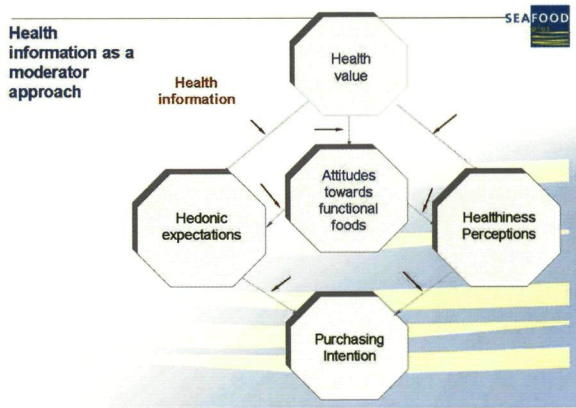 Health
information as a
moderator
approach
SEAFOOD
plus
Health
value
Health
information
Attitudes
towards
functional
foods
Hedonic
expectations
Healthiness
Perceptions
Purchasing
Intention